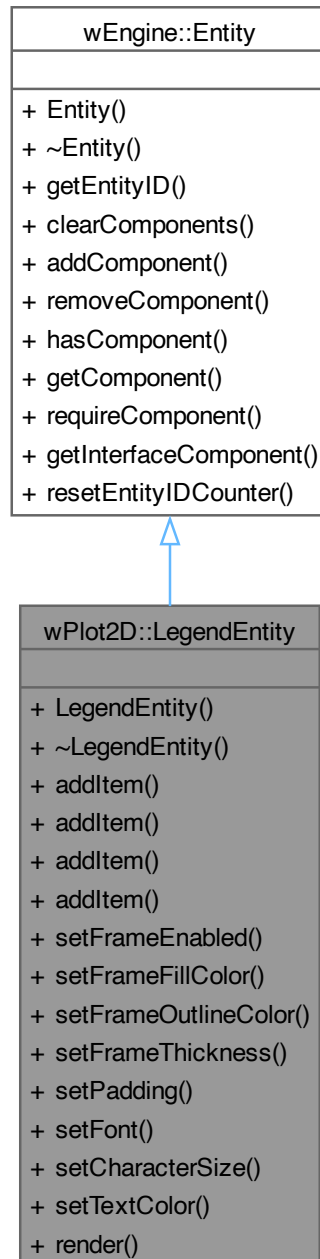 wEngine::Entity
+ Entity()
+ ~Entity()
+ getEntityID()
+ clearComponents()
+ addComponent()
+ removeComponent()
+ hasComponent()
+ getComponent()
+ requireComponent()
+ getInterfaceComponent()
+ resetEntityIDCounter()
wPlot2D::LegendEntity
+ LegendEntity()
+ ~LegendEntity()
+ addItem()
+ addItem()
+ addItem()
+ addItem()
+ setFrameEnabled()
+ setFrameFillColor()
+ setFrameOutlineColor()
+ setFrameThickness()
+ setPadding()
+ setFont()
+ setCharacterSize()
+ setTextColor()
+ render()